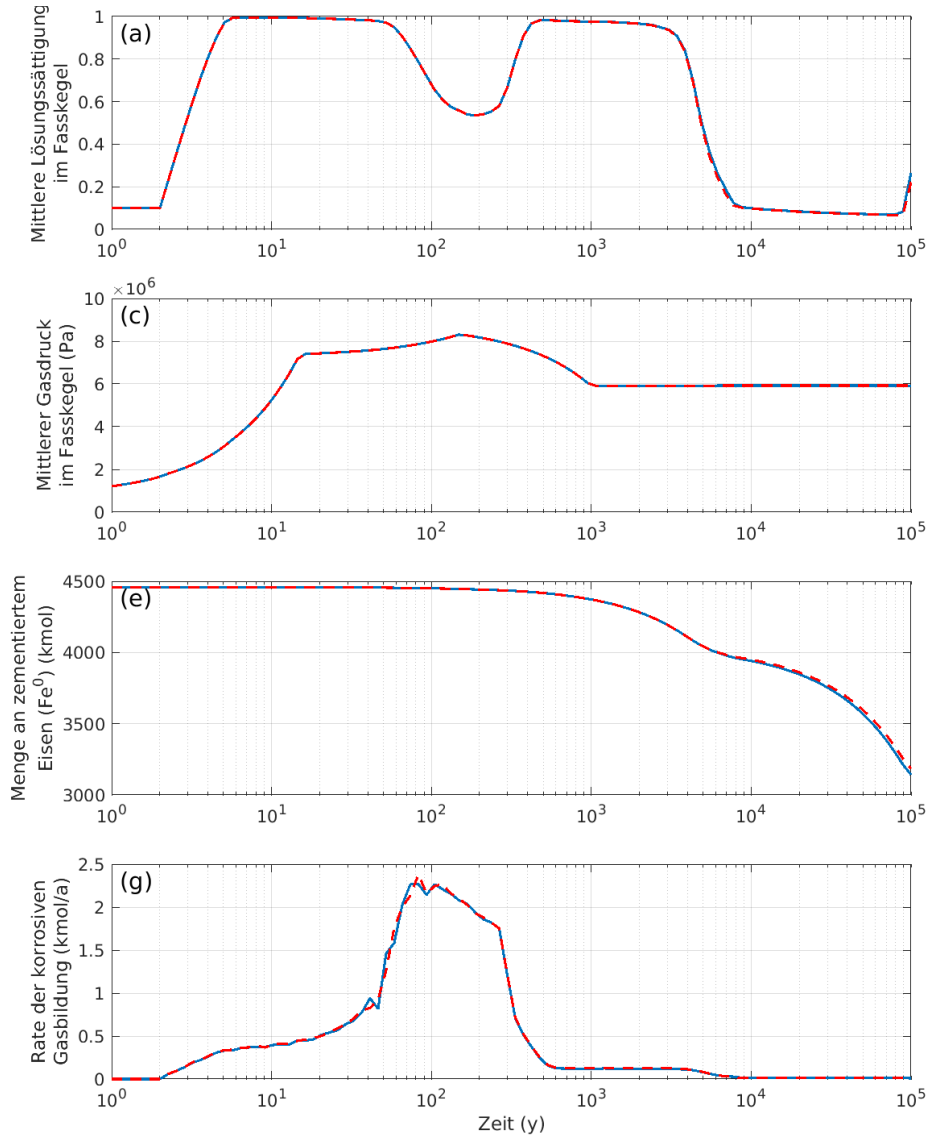 (a)
Mittlere Lösungssättigung
im Fasskegel
1
0.8
0.6
0.4
0.2
0
10^0 10^1 10^2 10^3 10^4 10^5
×10^6
(c)
Mittlerer Gasdruck
im Fasskegel (Pa)
10
8
6
4
2
0
10^0 10^1 10^2 10^3 10^4 10^5
(e)
Menge an zementiertem
Eisen (Fe^0) (kmol)
4500
4000
3500
3000
10^0 10^1 10^2 10^3 10^4 10^5
(g)
Rate der korrosiven
Gasbildung (kmol/a)
2.5
2
1.5
1
0.5
0
10^0 10^1 10^2 10^3 10^4 10^5
Zeit (y)